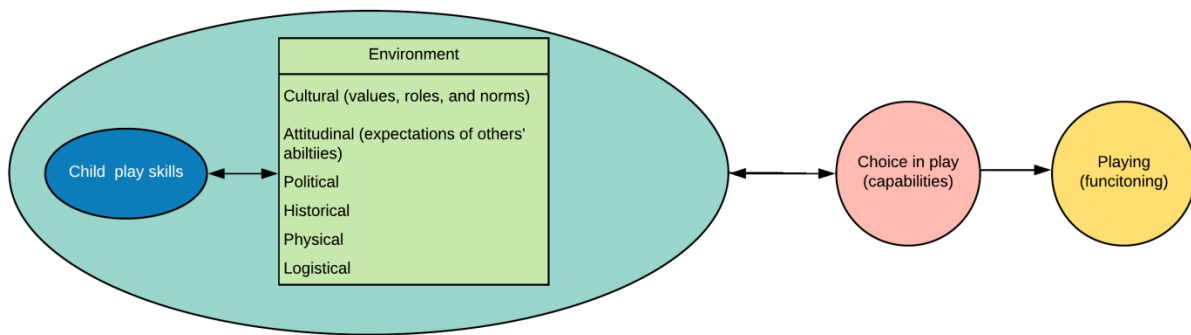 Environment
Cultural (values, roles, and norms)
Attitudinal (expectations of others'
abiltiies)
Political
Historical
Physical
Logistical
Child play skills
Choice in play
(capabilities)
Playing
(funcitoning)